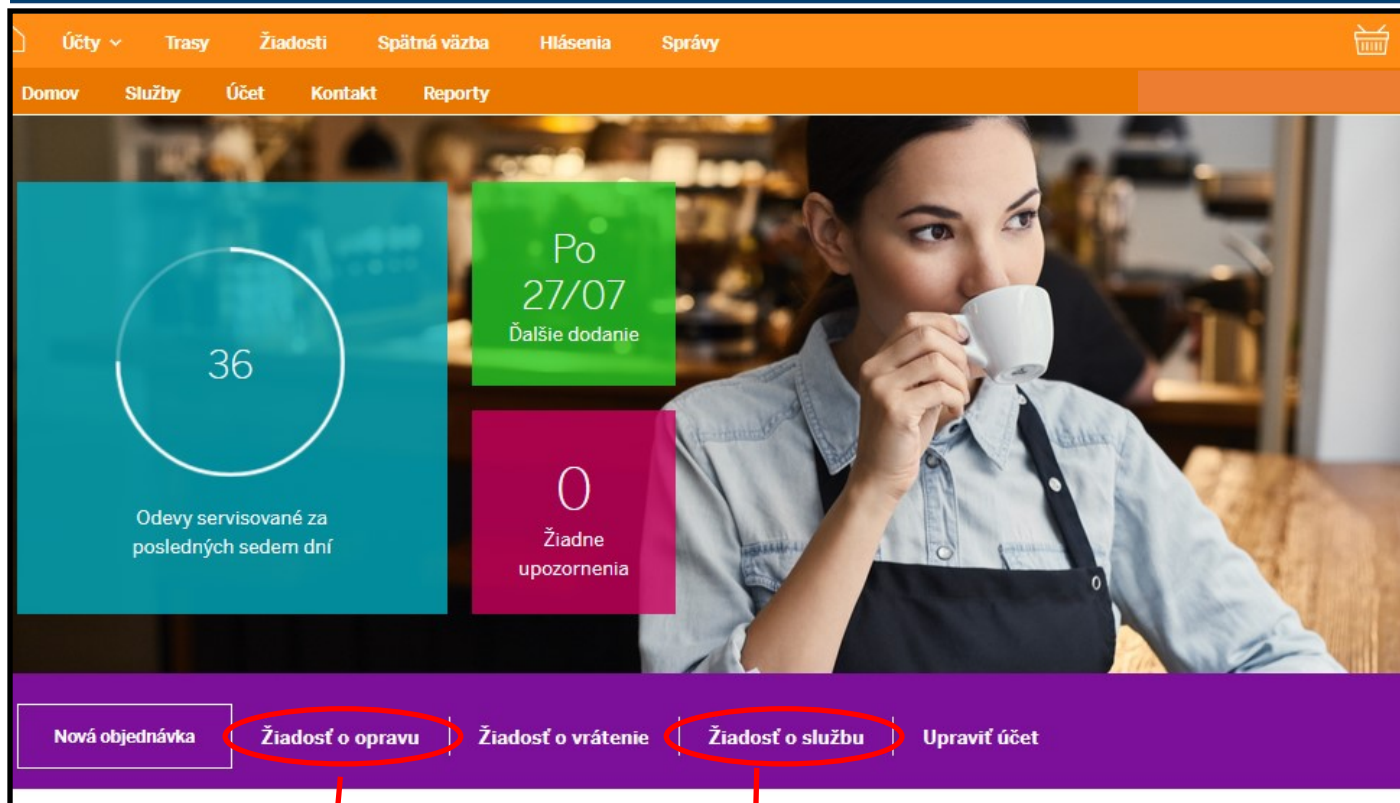 Účty Trasy Žiadosti Spätná väzba Hlásenia Správy
Domov Služby Účet Kontakt Reporty
36
Odevy servisované za
posledných sedem dní
Po
27/07
Ďalšie dodanie
0
Žiadne
upozornenia
Nová objednávka Žiadosť o opravu Žiadosť o vrátenie Žiadosť o službu Upraviť účet